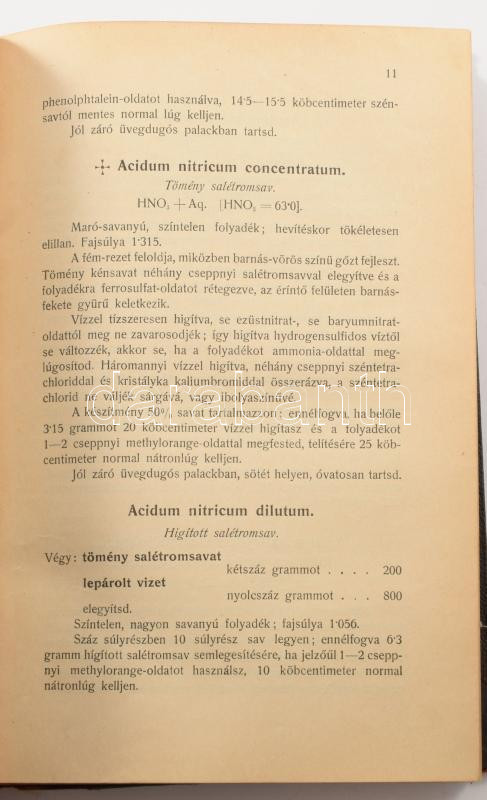 11
phenolphtalein-oldatot használva, 14·5—15·5 köbcentimeter szén-
savtól mentes normal lúg kelljen.
Jól záró üvegdugós palackban tartsd.
Acidum nitricum concentratum.
Tömény salétromsav.
HNO₃ + Aq. [HNO₃ = 63·0].
Maró-savanyú, színtelen folyadék; hevítéskor tökéletesen
elillan. Fajsúlya 1·315.
A fém-rezet feloldja, miközben barnás-vörös színű gőzt fejleszt.
Tömény kénsavat néhány cseppnyi salétromsavval elegyítve és a
folyadékra ferrosulfat-oldatot rétegezve, az érintő felületen barnás-
fekete gyürű keletkezik.
Vízzel tízszeresen higítva, se ezüstnitrat-, se baryumnitrat-
oldattól meg ne zavarosodjék; így higítva hydrogensulfidos víztől
se változzék, akkor se, ha a folyadékot ammonia-oldattal meg-
lúgosítod. Háromannyi vízzel higítva, néhány cseppnyi széntetra-
chloriddal és kristályka kaliumbromiddal összerázva, a széntetra-
chlorid ne váljék sárgává, vagy ibolyaszínűvé.
A készítmény 50% savat tartalmazzon; ennélfogva, ha belőle
3·15 grammot 20 köbcentimeter vízzel higítasz és a folyadékot
1—2 cseppnyi methylorange-oldattal megfested, telítésére 25 köb-
centimeter normal nátronlúg kelljen.
Jól záró üvegdugós palackban, sötét helyen, óvatosan tartsd.
Acidum nitricum dilutum.
Higított salétromsav.
Végy: tömény salétromsavat
kétszáz grammot . . . . 200
lepárolt vizet
nyolcszáz grammot . . . 800
elegyítsd.
Színtelen, nagyon savanyú folyadék; fajsúlya 1·056.
Száz súlyrészben 10 súlyrész sav legyen; ennélfogva 6·3
gramm hígított salétromsav semlegesítésére, ha jelzőűl 1—2 csepp-
nyi methylorange-oldatot használsz, 10 köbcentimeter normal
nátronlúg kelljen.
darabanth